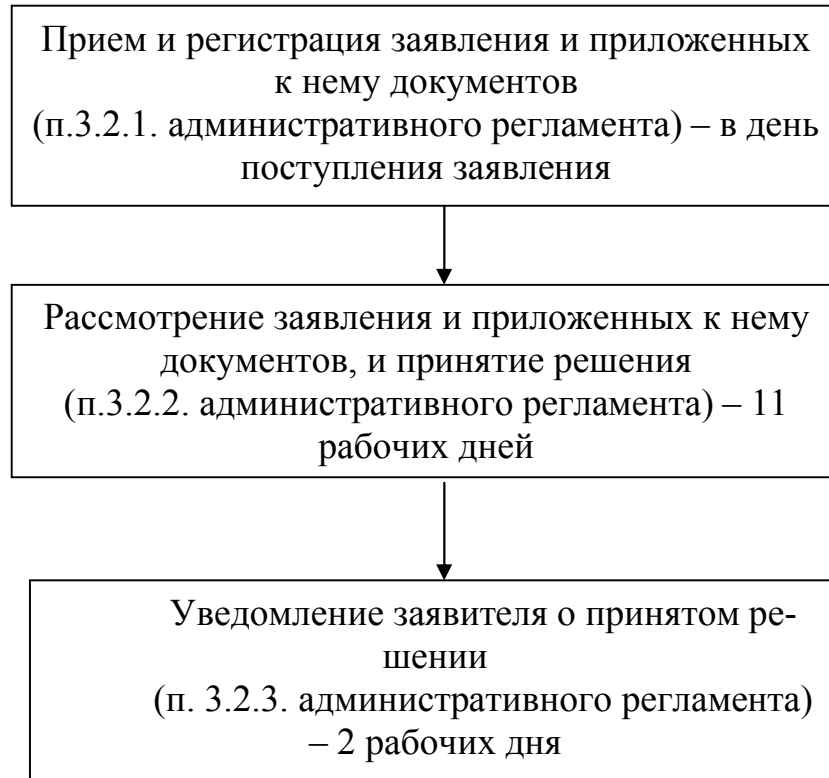 Прием и регистрация заявления и приложенных
к нему документов
(п.3.2.1. административного регламента) – в день
поступления заявления
Рассмотрение заявления и приложенных к нему
документов, и принятие решения
(п.3.2.2. административного регламента) – 11
рабочих дней
Уведомление заявителя о принятом ре-
шении
(п. 3.2.3. административного регламента)
– 2 рабочих дня